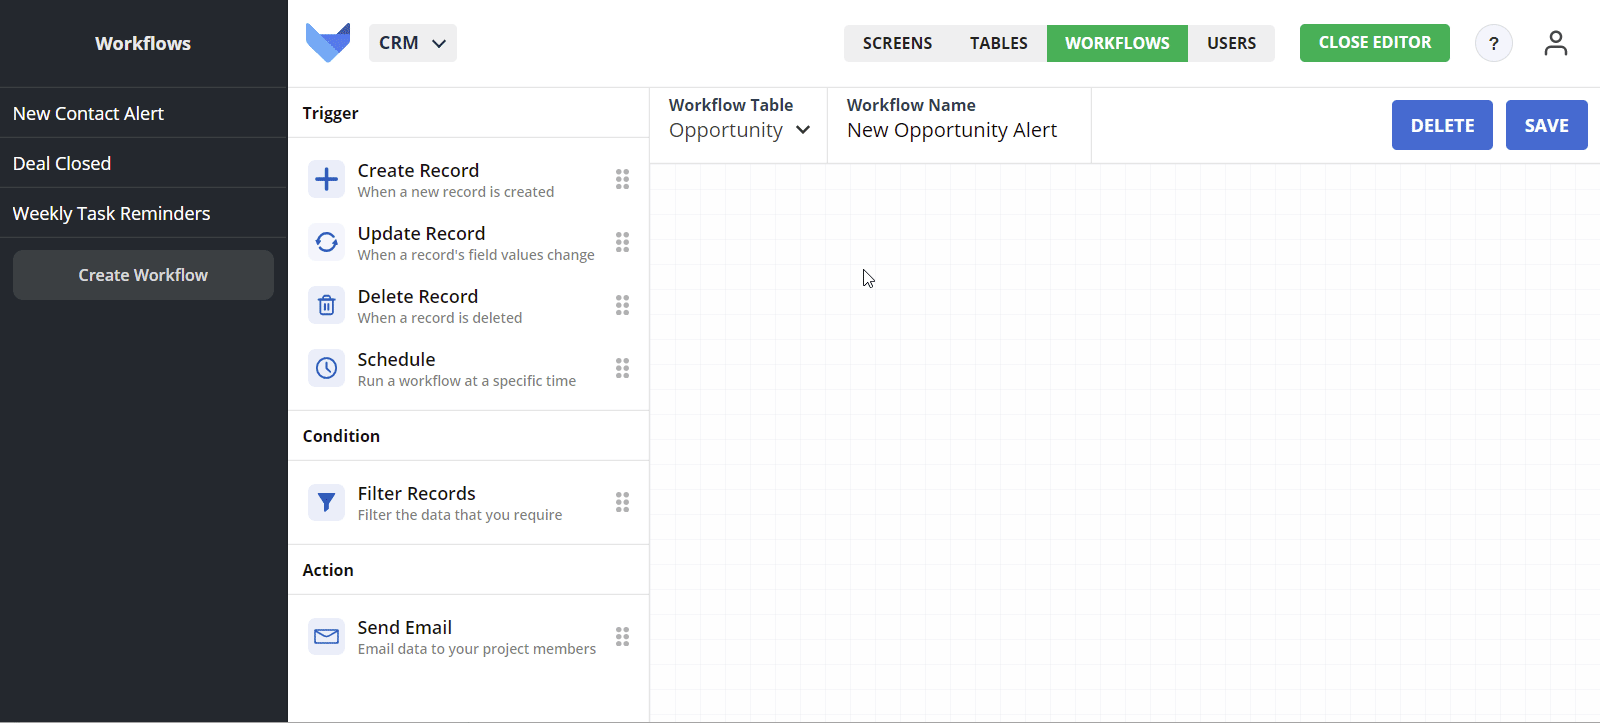 Workflows
New Contact Alert
Deal Closed
Weekly Task Reminders
Create Workflow
CRM
SCREENS TABLES WORKFLOWS USERS
CLOSE EDITOR
?
Trigger
Create Record
When a new record is created
Update Record
When a record's field values change
Delete Record
When a record is deleted
Schedule
Run a workflow at a specific time
Condition
Filter Records
Filter the data that you require
Action
Send Email
Email data to your project members
Workflow Table
Opportunity
Workflow Name
New Opportunity Alert
DELETE
SAVE